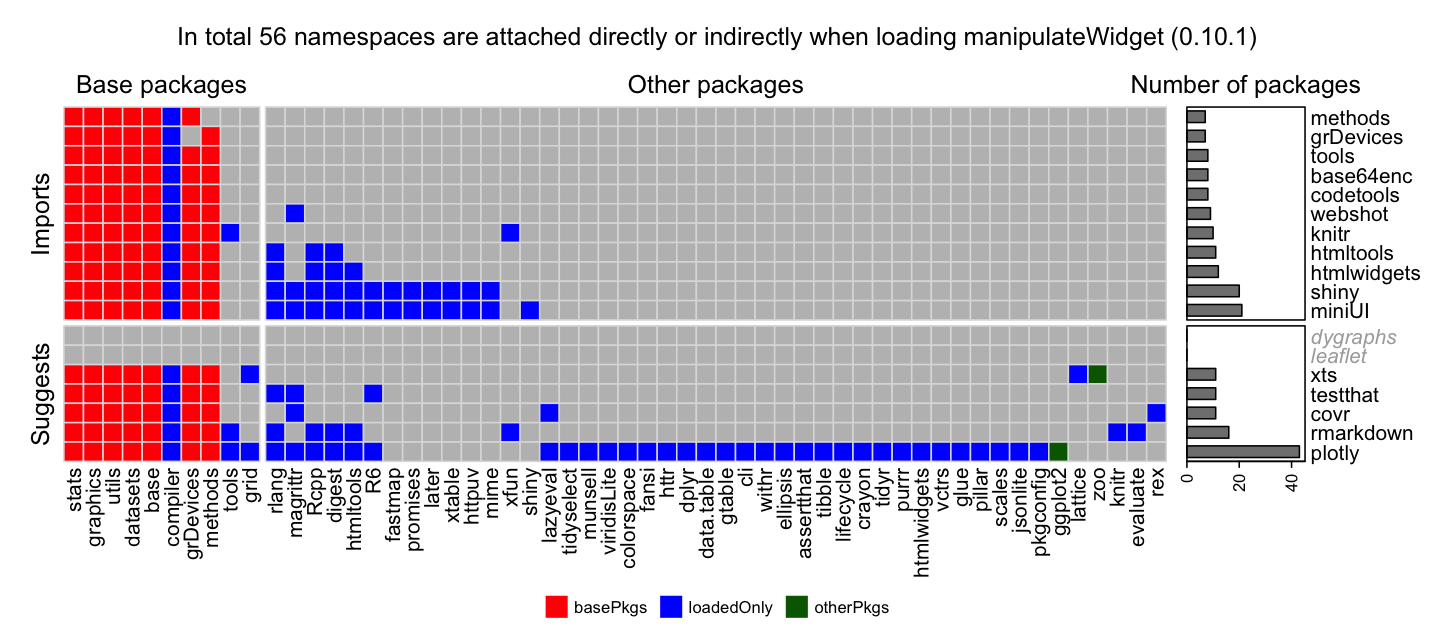 In total 56 namespaces are attached directly or indirectly when loading manipulateWidget (0.10.1)
Base packages
Other packages
Number of packages
Imports
methods
grDevices
tools
base64enc
codetools
webshot
knitr
htmltools
htmlwidgets
shiny
miniUI
Suggests
dygraphs
leaflet
xts
testthat
covr
rmarkdown
plotly
0
20
40
stats
graphics
utils
datasets
base
compiler
grDevices
methods
tools
grid
rlang
magrittr
Rcpp
digest
htmltools
R6
fastmap
promises
later
xtable
httpuv
mime
xfun
shiny
lazyeval
tidyselect
munsell
viridisLite
colorspace
fansi
httr
dplyr
data.table
gtable
cli
withr
ellipsis
assertthat
tibble
lifecycle
crayon
tidyr
purrr
htmlwidgets
vctrs
glue
pillar
scales
jsonlite
pkgconfig
ggplot2
lattice
zoo
knitr
evaluate
rex
basePkgs
loadedOnly
otherPkgs